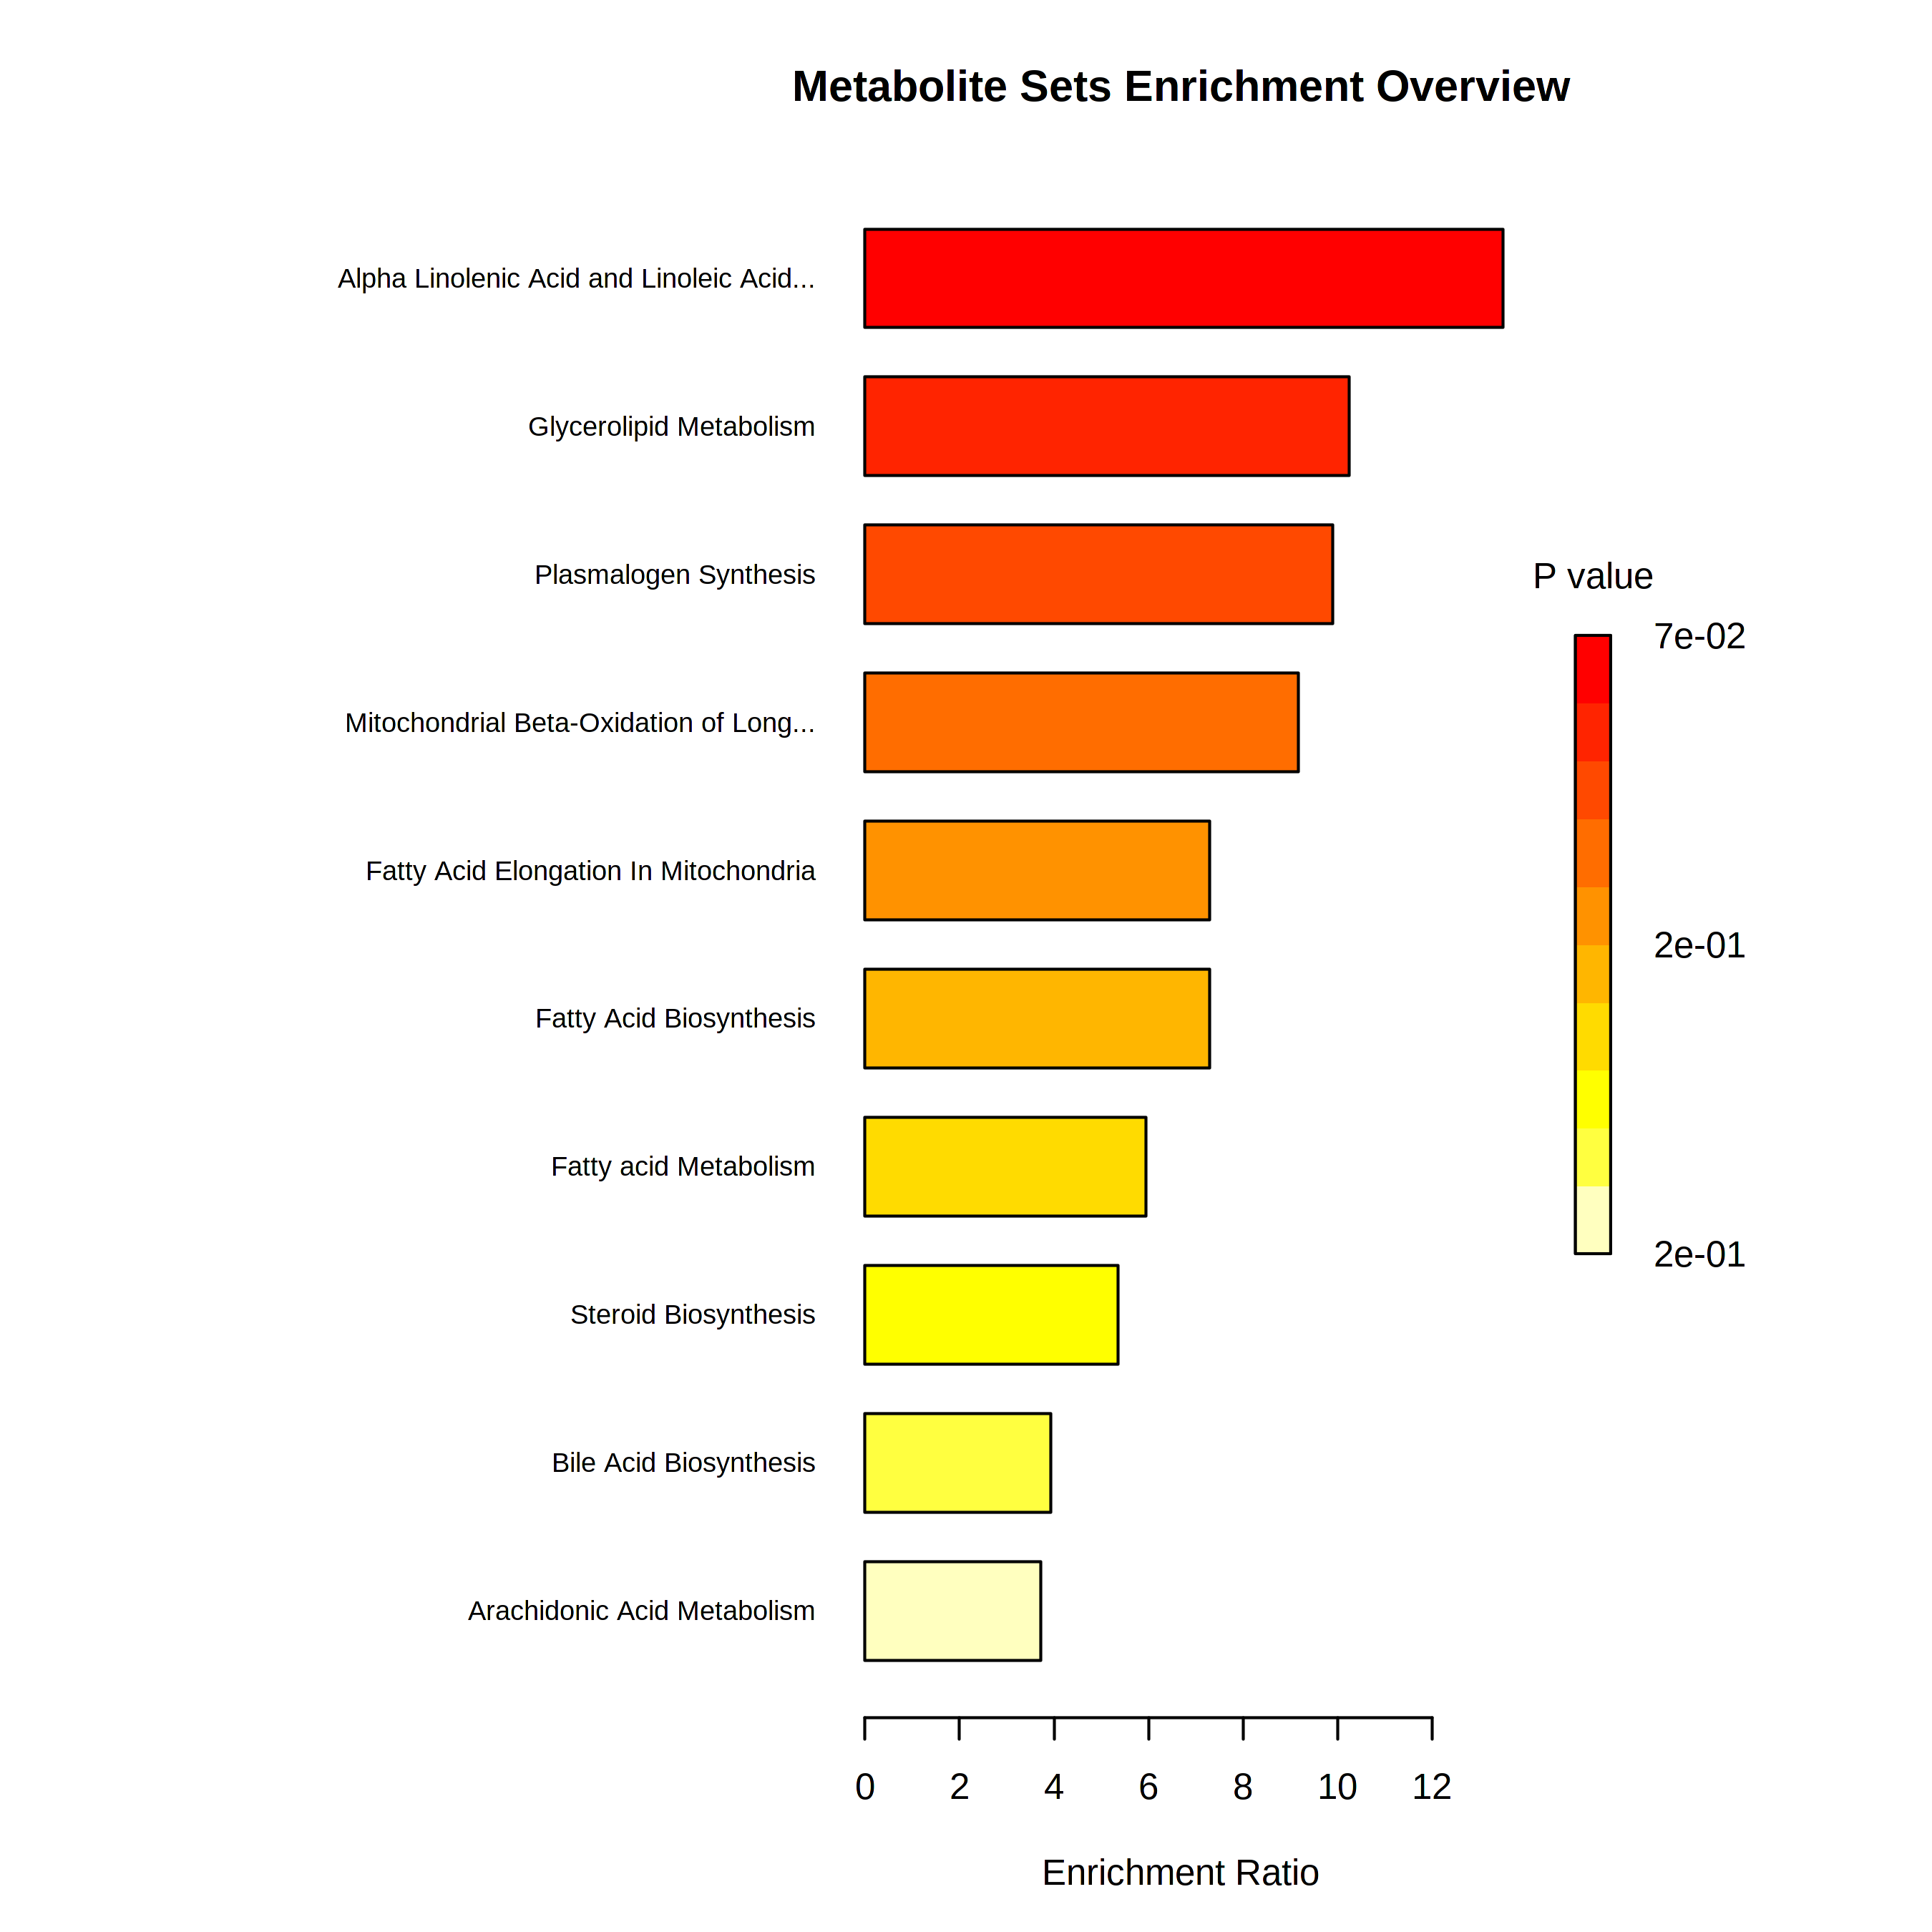 Metabolite Sets Enrichment Overview
Alpha Linolenic Acid and Linoleic Acid...
Glycerolipid Metabolism
Plasmalogen Synthesis
Mitochondrial Beta-Oxidation of Long...
Fatty Acid Elongation In Mitochondria
Fatty Acid Biosynthesis
Fatty acid Metabolism
Steroid Biosynthesis
Bile Acid Biosynthesis
Arachidonic Acid Metabolism
P value
7e-02
2e-01
2e-01
0 2 4 6 8 10 12
Enrichment Ratio